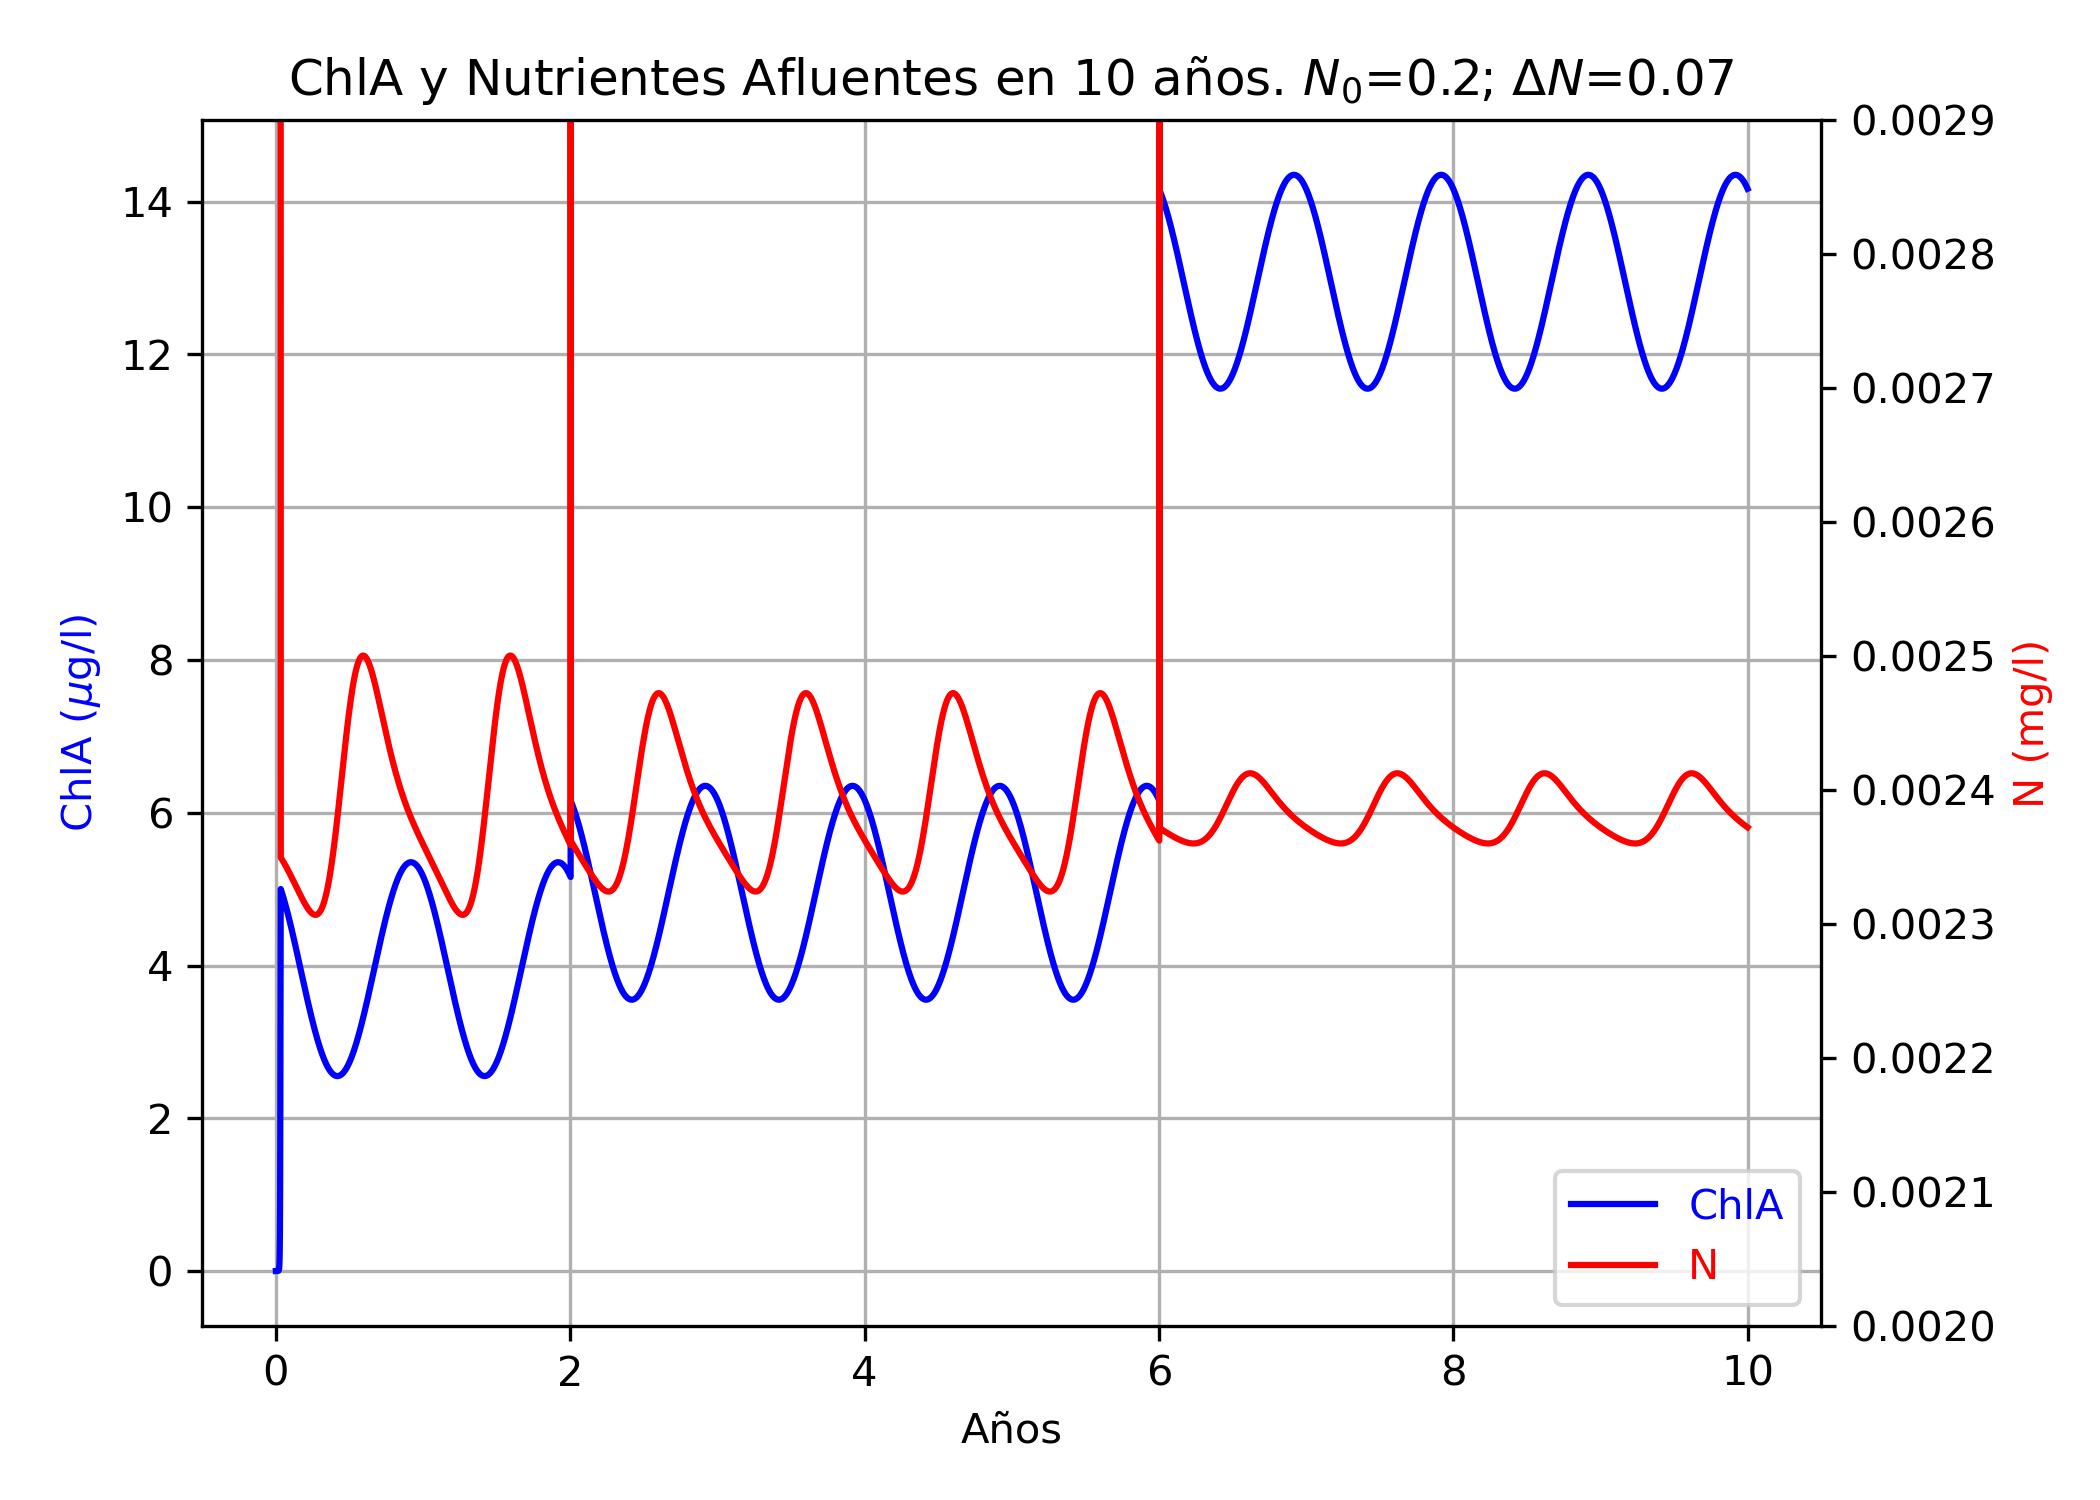 ChlA y Nutrientes Afluentes en 10 años. N₀=0.2; ΔN=0.07
14
12
10
8
6
4
2
0
ChlA (μg/l)
0.0029
0.0028
0.0027
0.0026
0.0025
0.0024
0.0023
0.0022
0.0021
0.0020
N (mg/l)
ChlA
N
0 2 4 6 8 10
Años